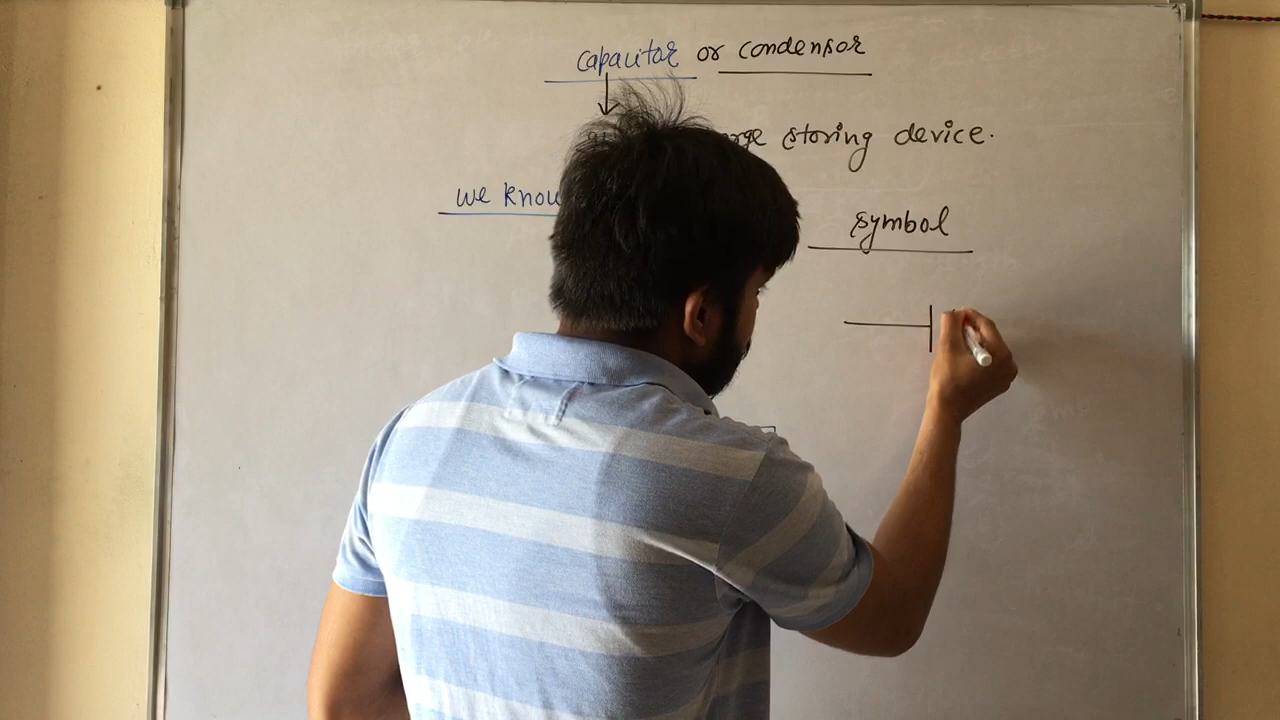 capacitor or condensor
storing device.
we know
symbol